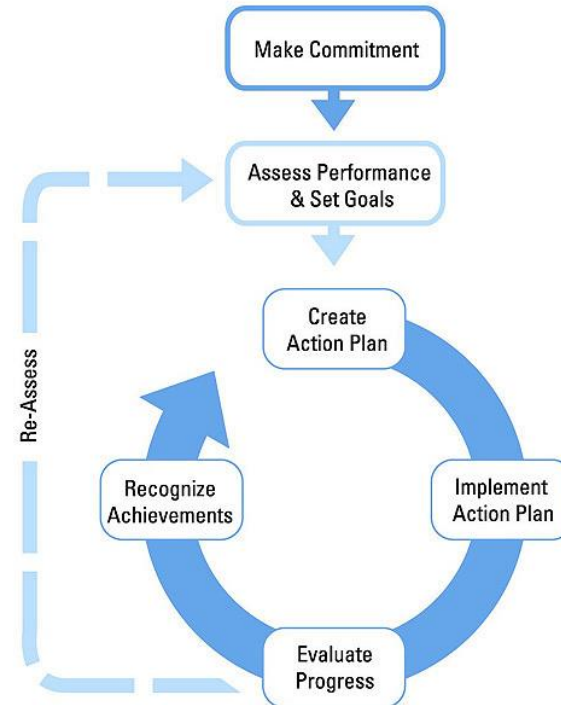 Make Commitment
Assess Performance
& Set Goals
Create
Action Plan
Re-Assess
Recognize
Achievements
Implement
Action Plan
Evaluate
Progress